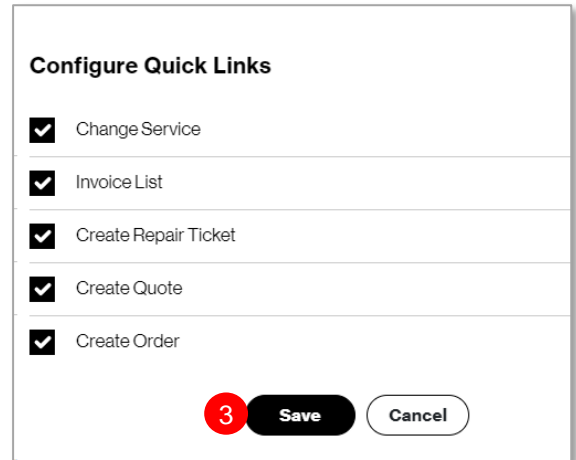 Configure Quick Links
Change Service
Invoice List
Create Repair Ticket
Create Quote
Create Order
3 Save Cancel